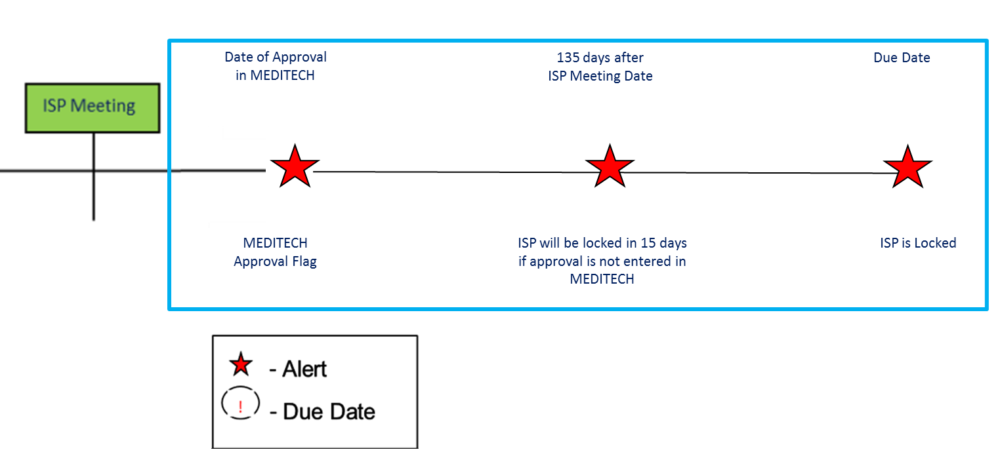 Date of Approval
in MEDITECH
135 days after
ISP Meeting Date
Due Date
ISP Meeting
MEDITECH
Approval Flag
ISP will be locked in 15 days
if approval is not entered in
MEDITECH
ISP is Locked
- Alert
! - Due Date